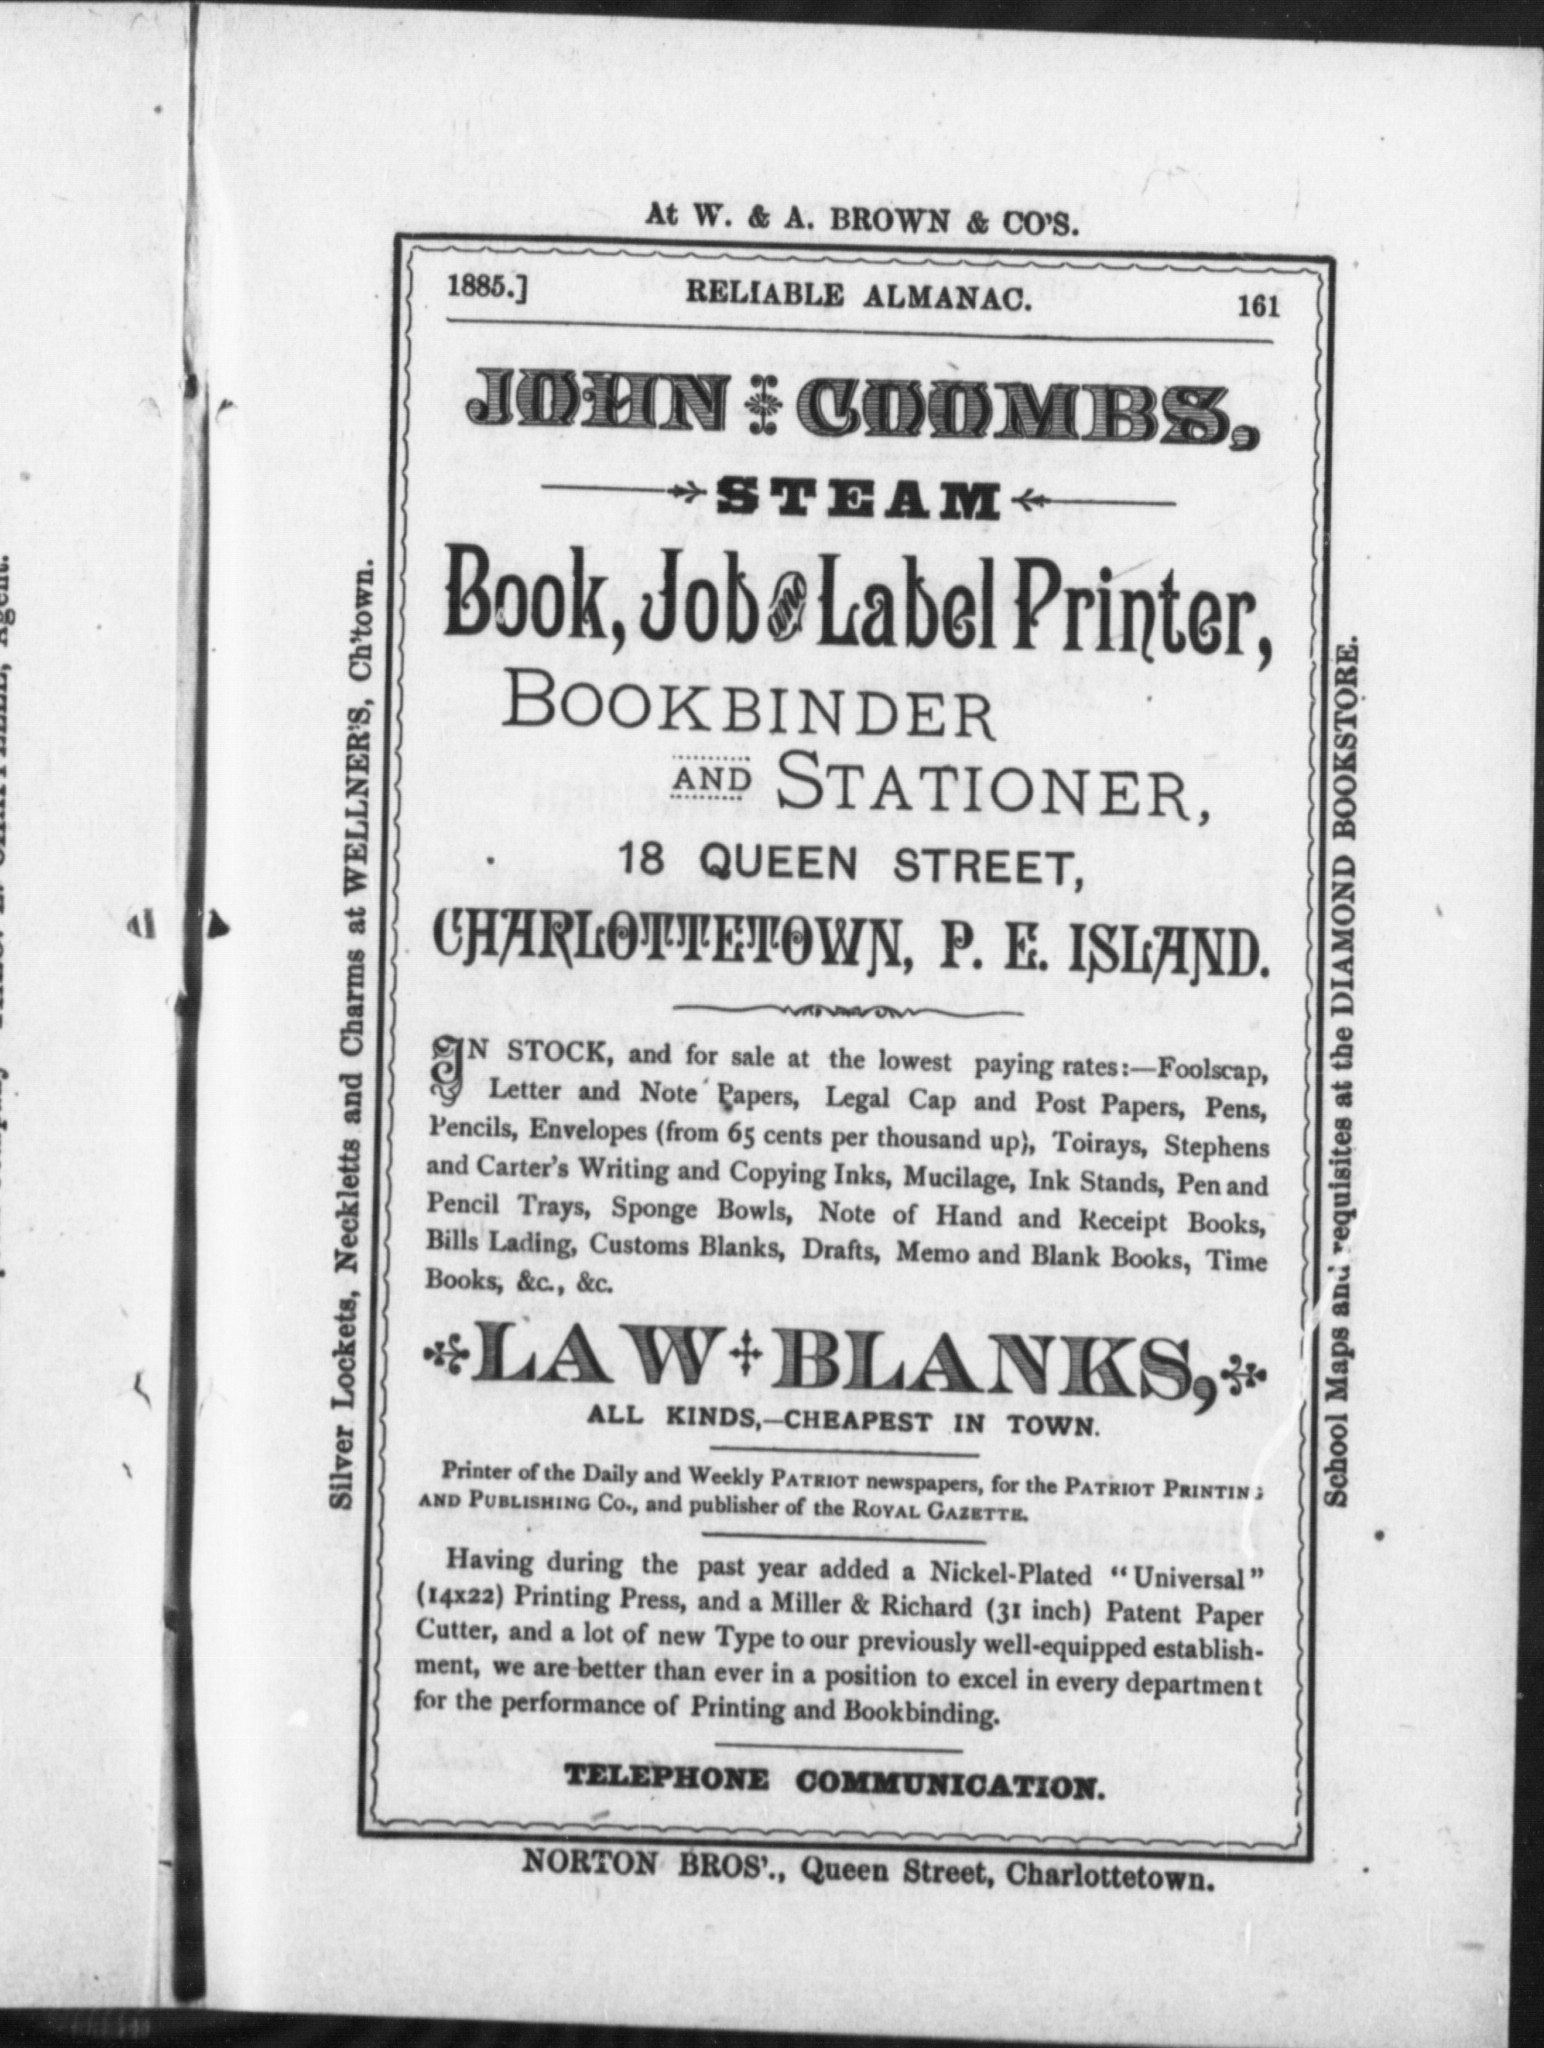 At W. & A. BROWN & CO'S.
1885.] RELIABLE ALMANAC. 161
JOHN COOMBS,
STEAM
Book, Job and Label Printer,
BOOKBINDER
AND STATIONER,
18 QUEEN STREET,
CHARLOTTETOWN, P. E. ISLAND.
IN STOCK, and for sale at the lowest paying rates:—Foolscap,
Letter and Note Papers, Legal Cap and Post Papers, Pens,
Pencils, Envelopes (from 65 cents per thousand up), Toirays, Stephens
and Carter's Writing and Copying Inks, Mucilage, Ink Stands, Pen and
Pencil Trays, Sponge Bowls, Note of Hand and Receipt Books,
Bills Lading, Customs Blanks, Drafts, Memo and Blank Books, Time
Books, &c., &c.
LAW BLANKS,
ALL KINDS,—CHEAPEST IN TOWN.
Printer of the Daily and Weekly PATRIOT newspapers, for the PATRIOT PRINTING
AND PUBLISHING CO., and publisher of the ROYAL GAZETTE.
Having during the past year added a Nickel-Plated "Universal"
(14x22) Printing Press, and a Miller & Richard (31 inch) Patent Paper
Cutter, and a lot of new Type to our previously well-equipped establish-
ment, we are better than ever in a position to excel in every department
for the performance of Printing and Bookbinding.
TELEPHONE COMMUNICATION.
NORTON BROS'., Queen Street, Charlottetown.
Silver Lockets, Neckletts and Charms at WELLNER'S, Ch'town.
School Maps and requisites at the DIAMOND BOOKSTORE.
Agent.